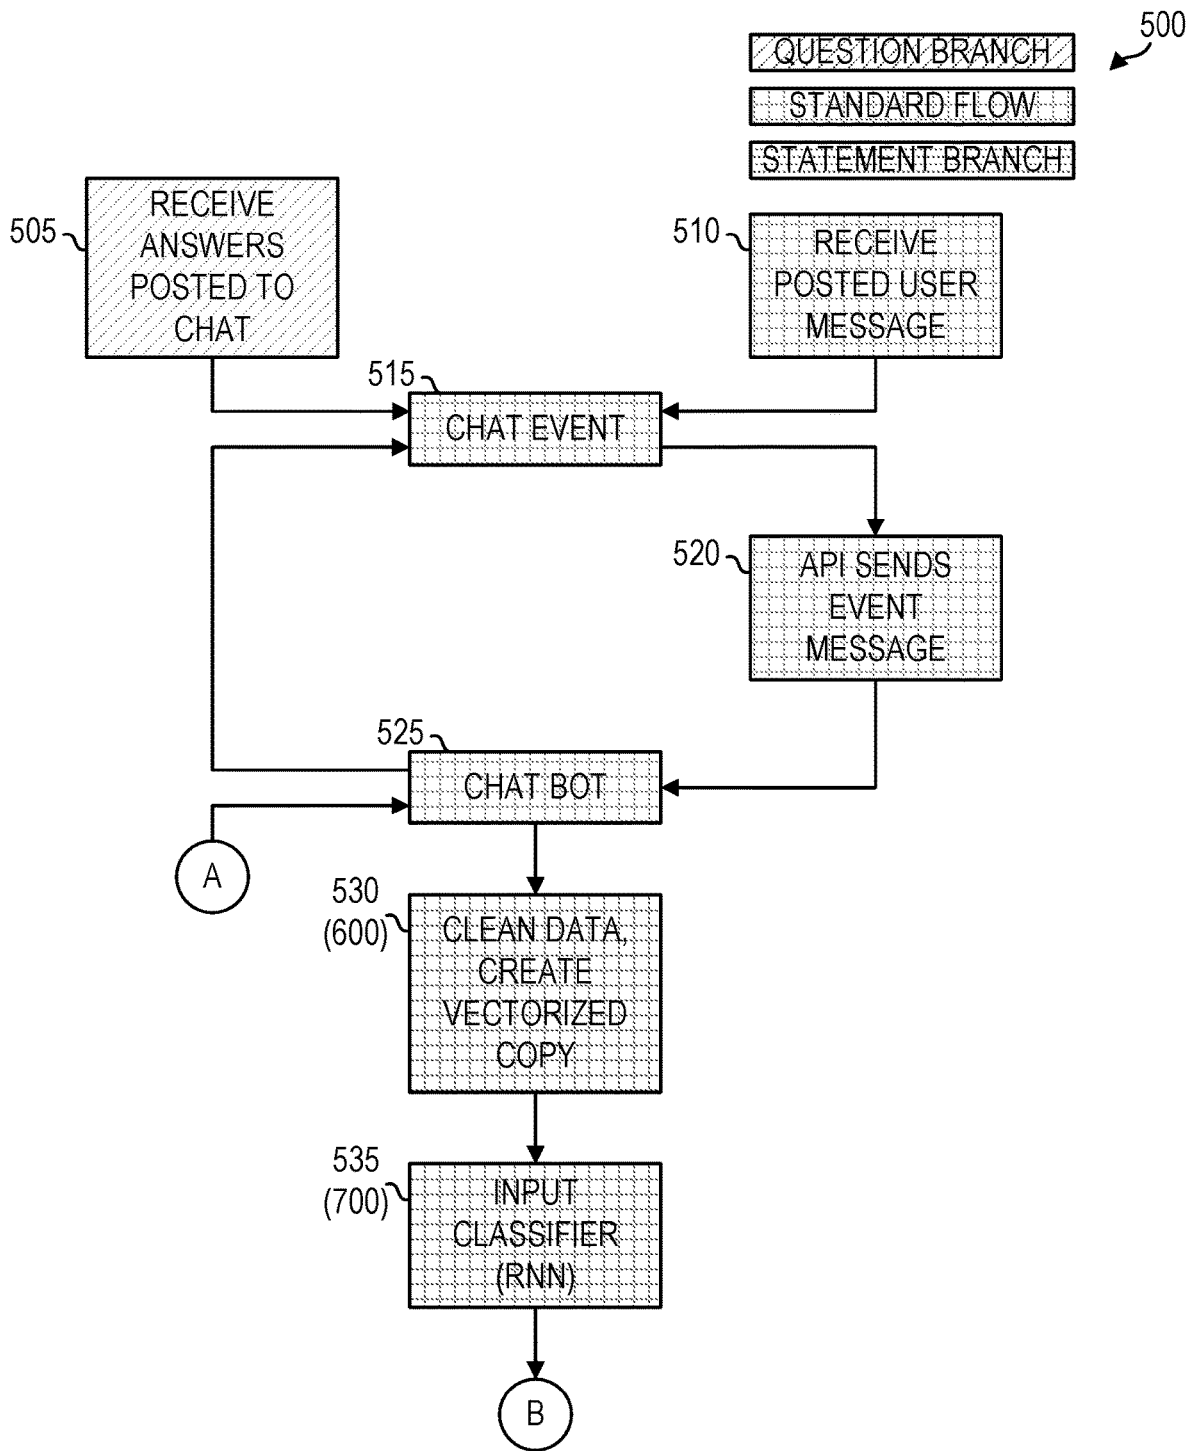 500
QUESTION BRANCH
STANDARD FLOW
STATEMENT BRANCH
505
RECEIVE
ANSWERS
POSTED TO
CHAT
510
RECEIVE
POSTED USER
MESSAGE
515
CHAT EVENT
520
API SENDS
EVENT
MESSAGE
525
CHAT BOT
A
530
(600)
CLEAN DATA,
CREATE
VECTORIZED
COPY
535
(700)
INPUT
CLASSIFIER
(RNN)
B